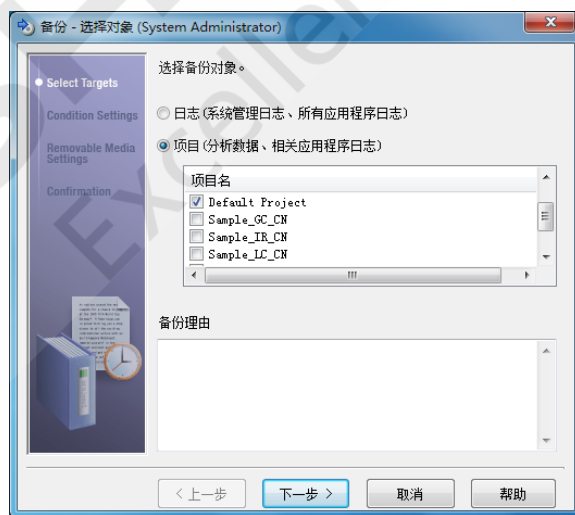 备份 - 选择对象 (System Administrator)
选择备份对象。
Select Targets
Condition Settings
Removable Media
Settings
Confirmation
日志(系统管理日志、所有应用程序日志)
项目(分析数据、相关应用程序日志)
项目名
Default Project
Sample_GC_CN
Sample_IR_CN
Sample_LC_CN
备份理由
< 上一步
下一步 >
取消
帮助